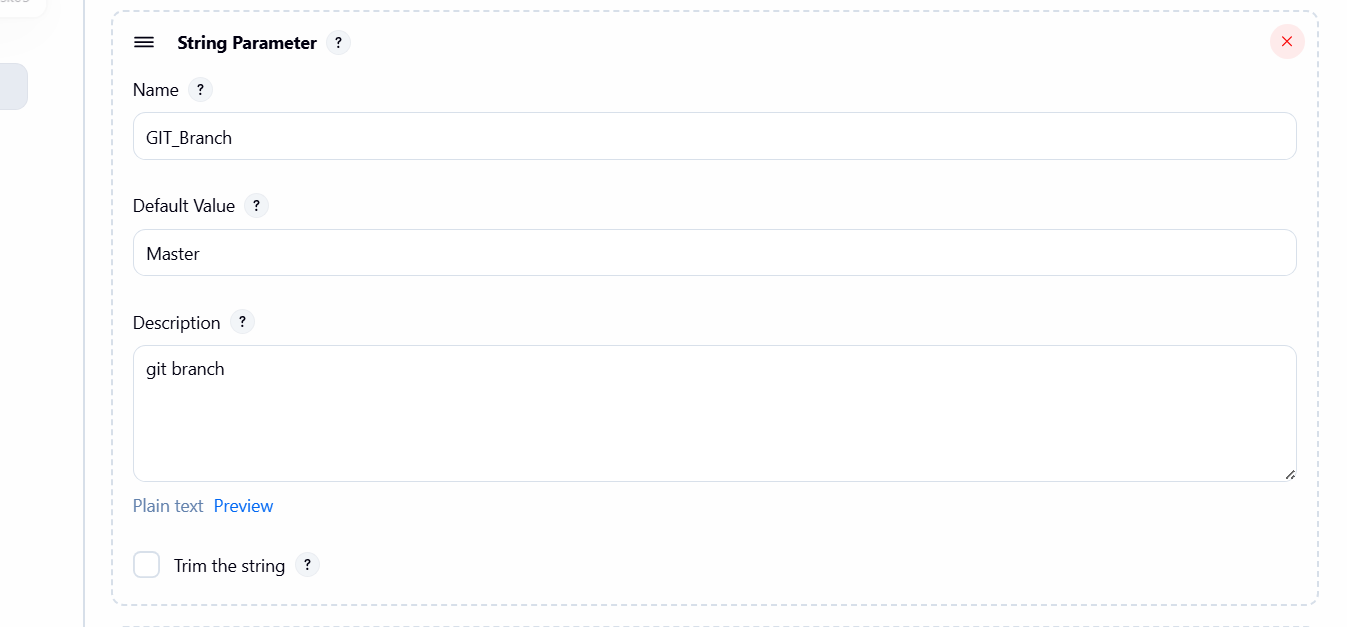 String Parameter ?
Name ?
GIT_Branch
Default Value ?
Master
Description ?
git branch
Plain text Preview
Trim the string ?